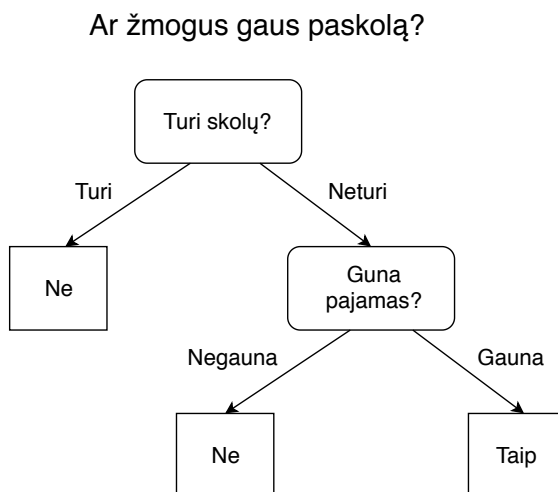 Ar žmogus gaus paskolą?
Turi skolų?
Turi
Neturi
Ne
Guna
pajamas?
Negauna
Gauna
Ne
Taip